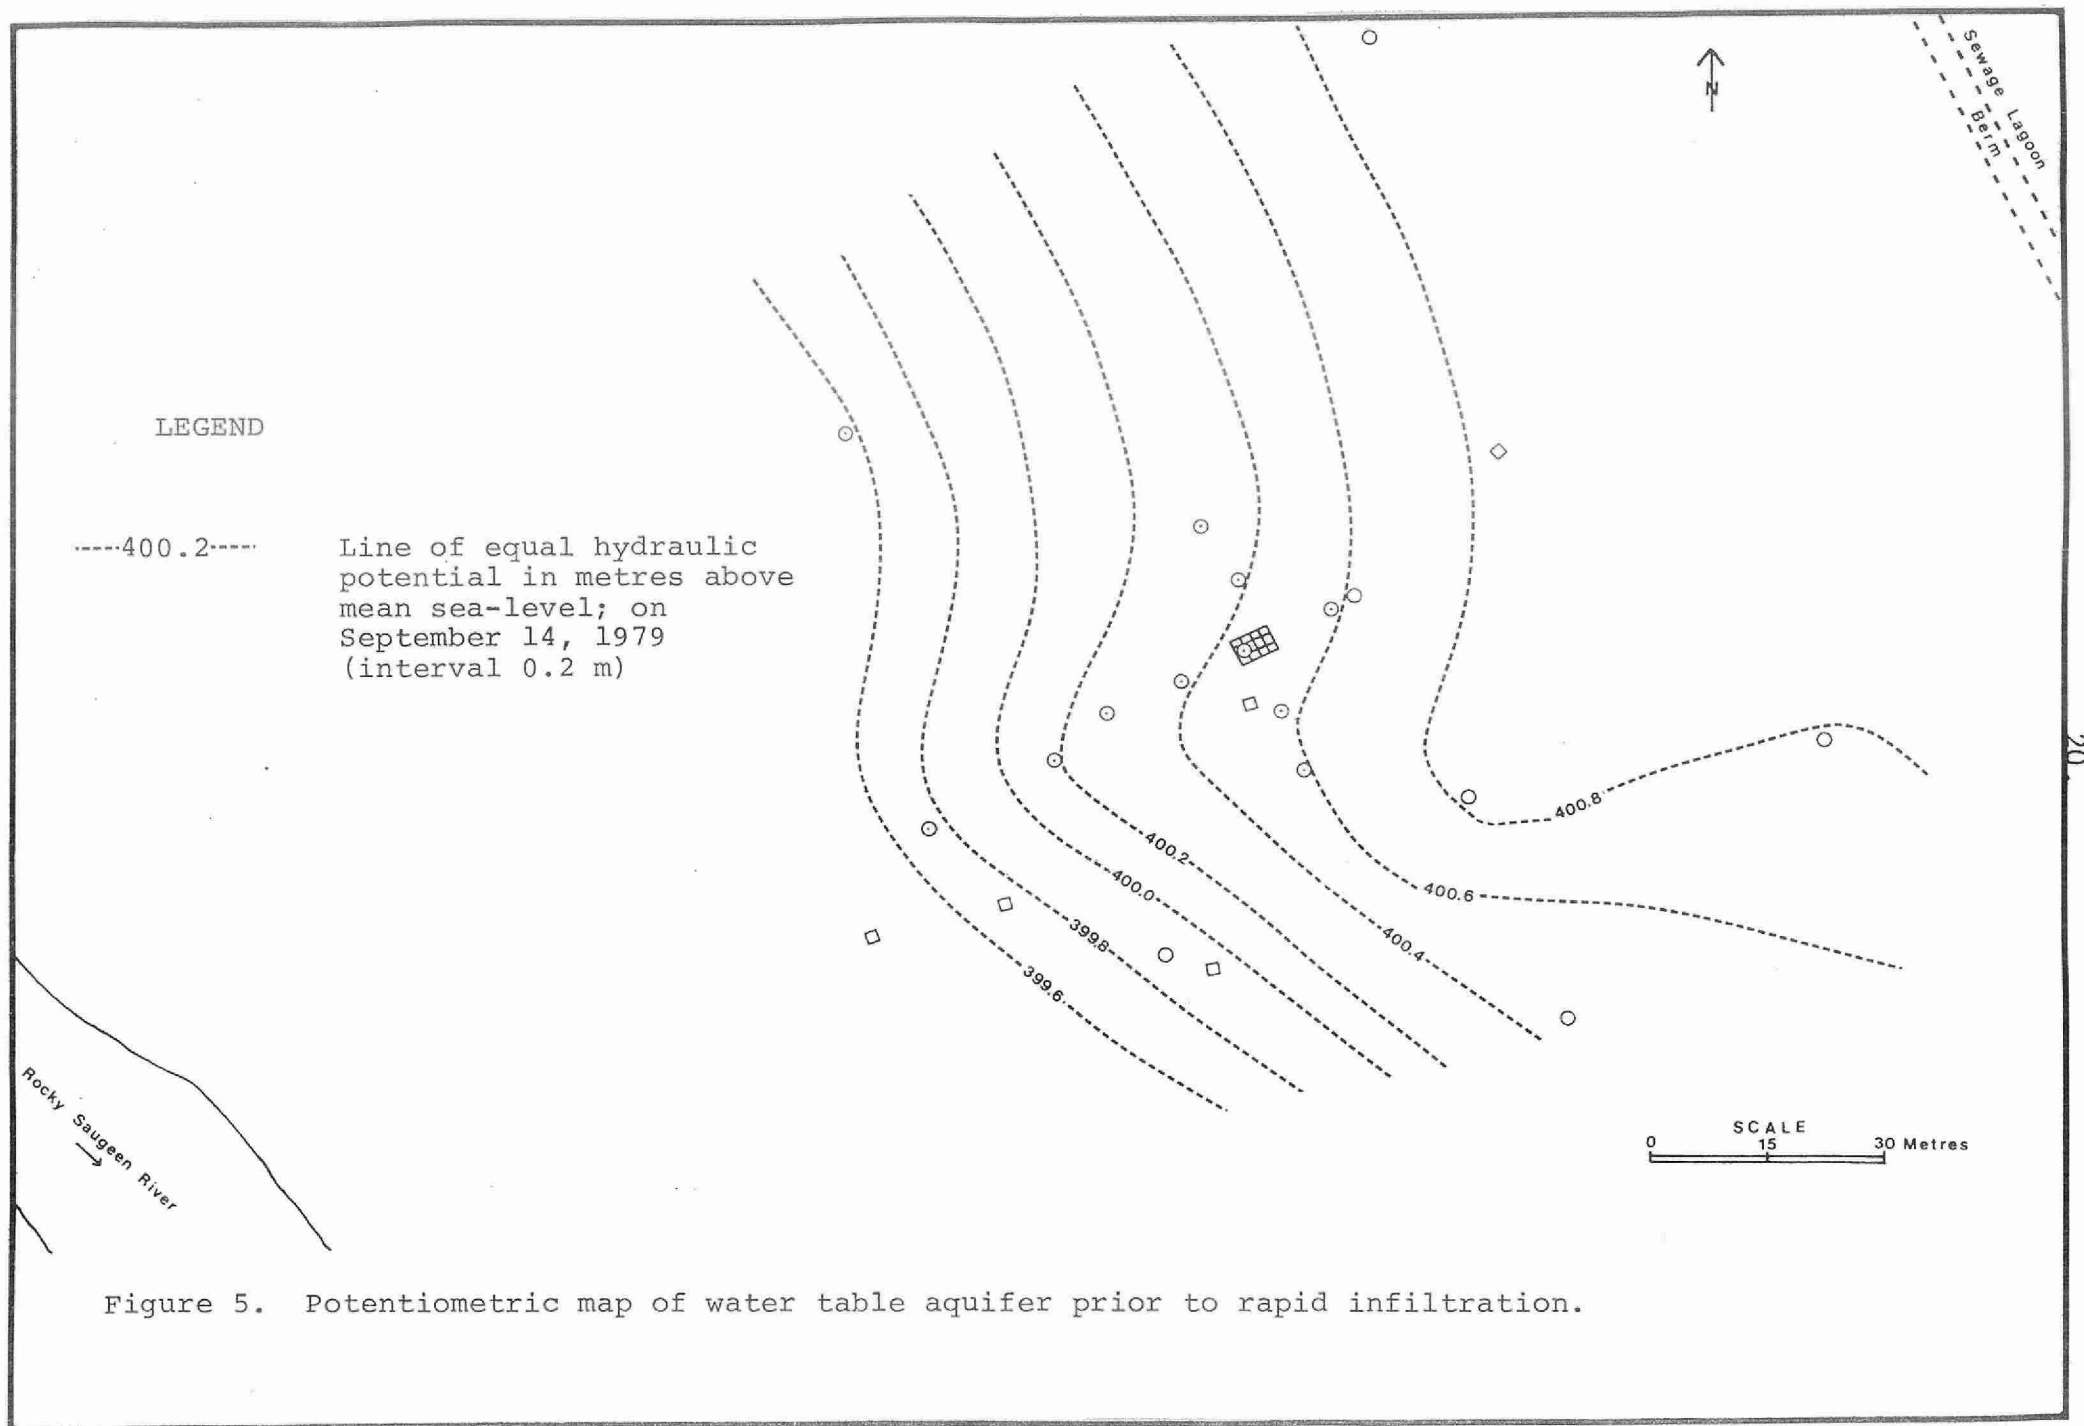 Sewage Lagoon
Berm
N
LEGEND
-----400.2-----
Line of equal hydraulic
potential in metres above
mean sea-level; on
September 14, 1979
(interval 0.2 m)
20.
400.8
400.6
400.4
400.2
400.0
399.8
399.6
Rocky Saugeen River
SCALE
0 15 30 Metres
Figure 5. Potentiometric map of water table aquifer prior to rapid infiltration.